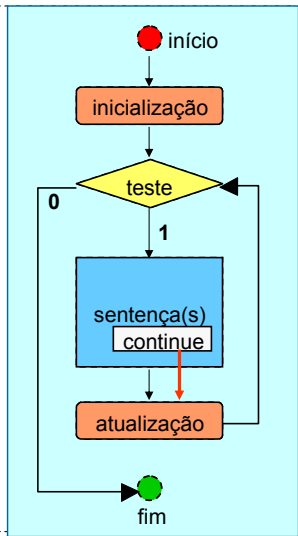 início
inicialização
teste
0
1
sentença(s)
continue
atualização
fim